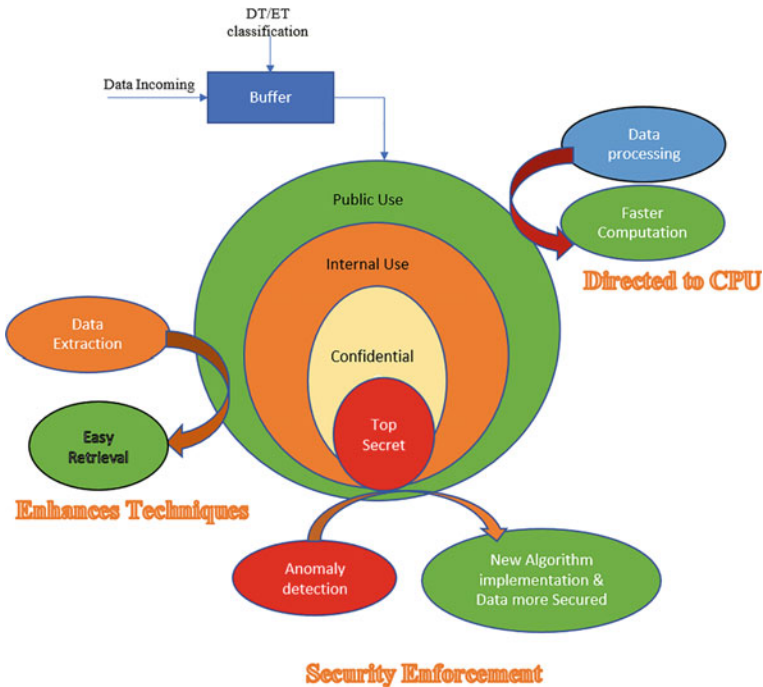 DT/ET
classification
Data Incoming
Buffer
Data
processing
Public Use
Faster
Computation
Internal Use
Directed to CPU
Data
Extraction
Confidential
Top
Secret
Easy
Retrieval
Enhances Techniques
Anomaly
detection
New Algorithm
implementation &
Data more Secured
Security Enforcement